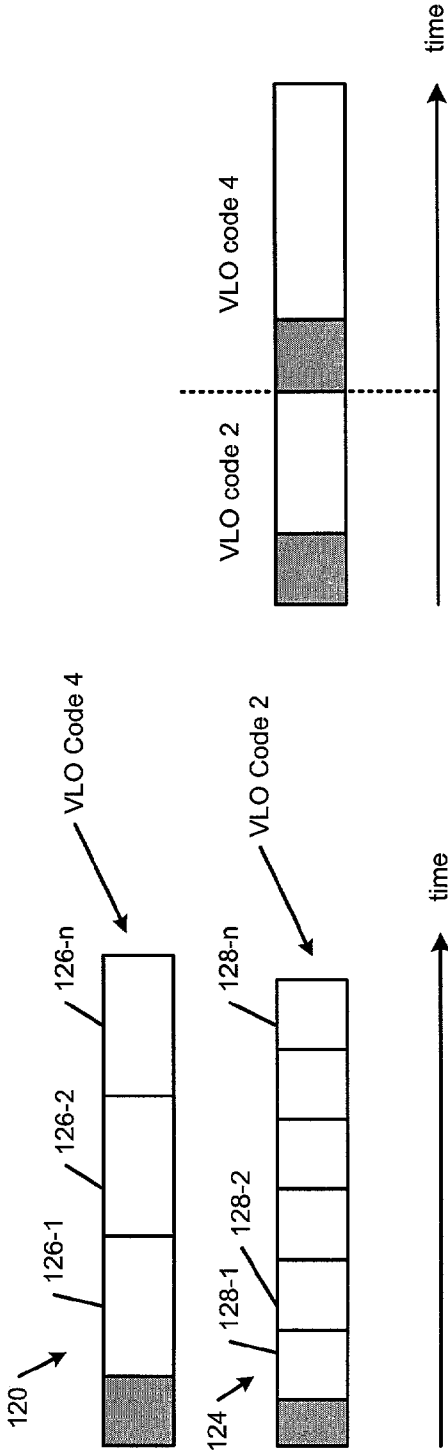 120
126-1
126-2
126-n
VLO Code 4
124
128-1
128-2
128-n
VLO Code 2
time
VLO code 2
VLO code 4
time